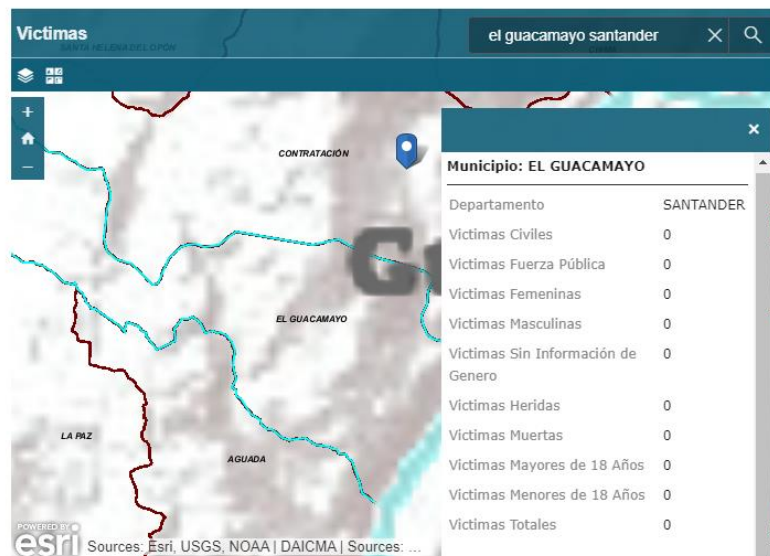 Victimas
el guacamayo santander
SANTA HELENA DEL OPÓN
+
−
CONTRATACIÓN
EL GUACAMAYO
LA PAZ
AGUADA
Municipio: EL GUACAMAYO
Departamento SANTANDER
Victimas Civiles 0
Victimas Fuerza Pública 0
Victimas Femeninas 0
Victimas Masculinas 0
Victimas Sin Información de 0
Genero
Victimas Heridas 0
Victimas Muertas 0
Victimas Mayores de 18 Años 0
Victimas Menores de 18 Años 0
Victimas Totales 0
POWERED BY
esri
Sources: Esri, USGS, NOAA | DAICMA | Sources: ...